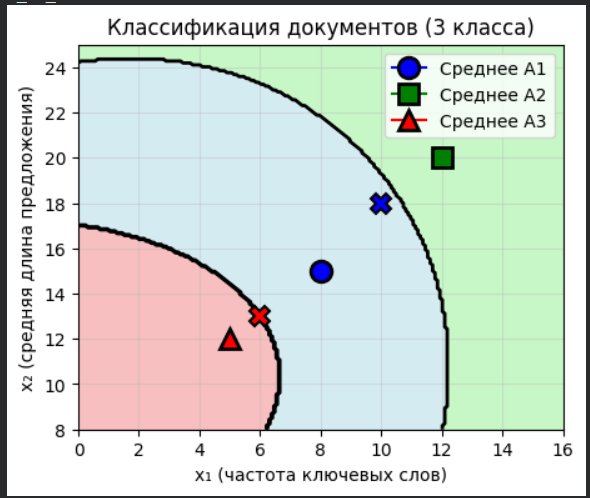 Классификация документов (3 класса)
Среднее A1
Среднее A2
Среднее A3
x₂ (средняя длина предложения)
24
22
20
18
16
14
12
10
8
0 2 4 6 8 10 12 14 16
x₁ (частота ключевых слов)